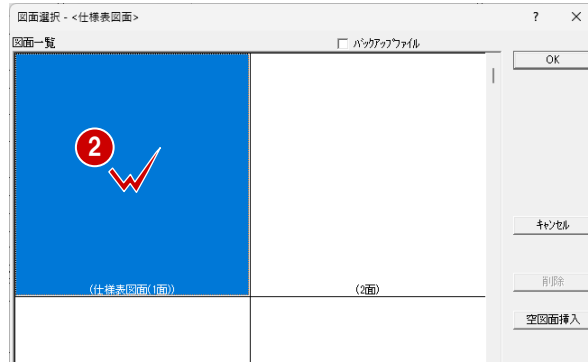 図面選択 - <仕様表図面>
図面一覧
バックアップファイル
OK
2
(仕様表図面(1面))
(2面)
キャンセル
削除
空図面挿入